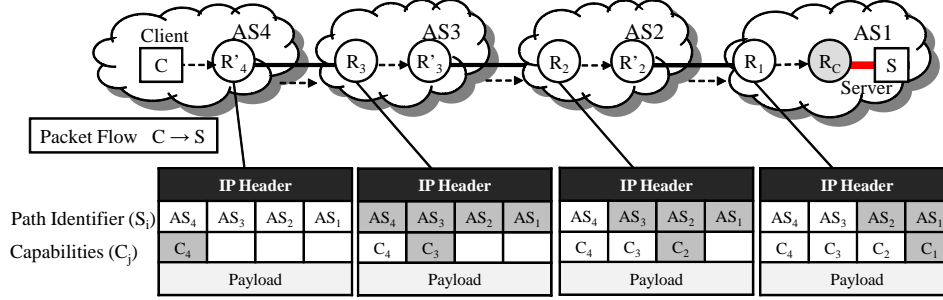 AS4 AS3 AS2 AS1
Client
C R'4 R3 R'3 R2 R'2 R1 RC S
Server
Packet Flow C → S
IP Header IP Header IP Header IP Header
Path Identifier (Si) AS4 AS3 AS2 AS1 AS4 AS3 AS2 AS1 AS4 AS3 AS2 AS1 AS4 AS3 AS2 AS1
Capabilities (Cj) C4 C4 C3 C4 C3 C2 C4 C3 C2 C1
Payload Payload Payload Payload